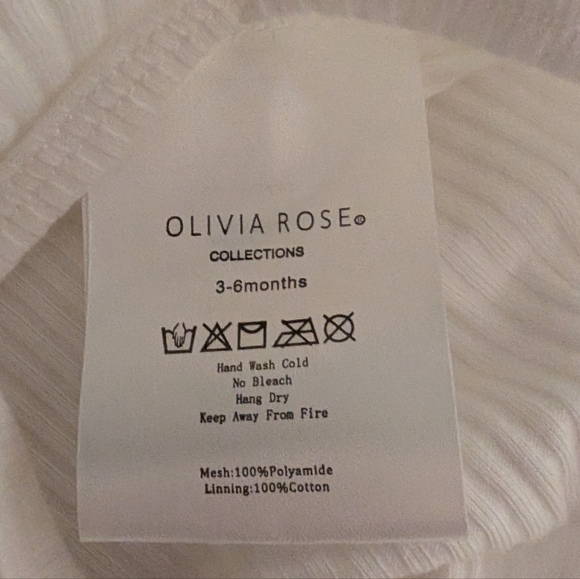 OLIVIA ROSE®
COLLECTIONS
3-6months
Hand Wash Cold
No Bleach
Hang Dry
Keep Away From Fire
Mesh:100%Polyamide
Linning:100%Cotton